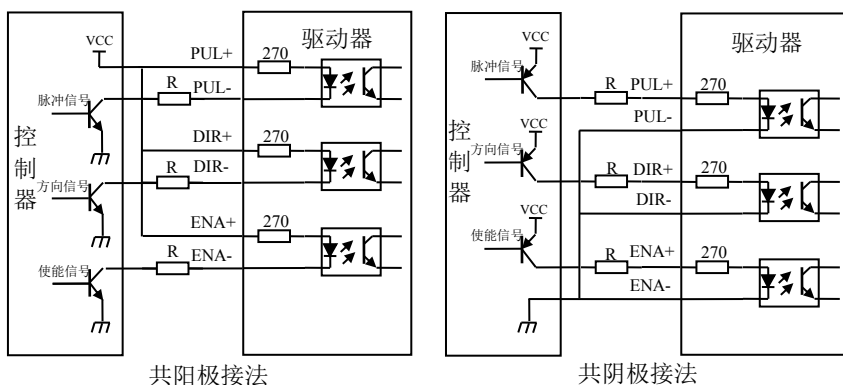 VCC
PUL+
270
驱动器
R
PUL-
脉冲信号
DIR+
270
R
DIR-
控制器
方向信号
ENA+
270
R
ENA-
使能信号
共阳极接法
VCC
驱动器
脉冲信号
R
PUL+
270
PUL-
VCC
控制器
方向信号
R
DIR+
270
DIR-
VCC
使能信号
R
ENA+
270
ENA-
共阴极接法